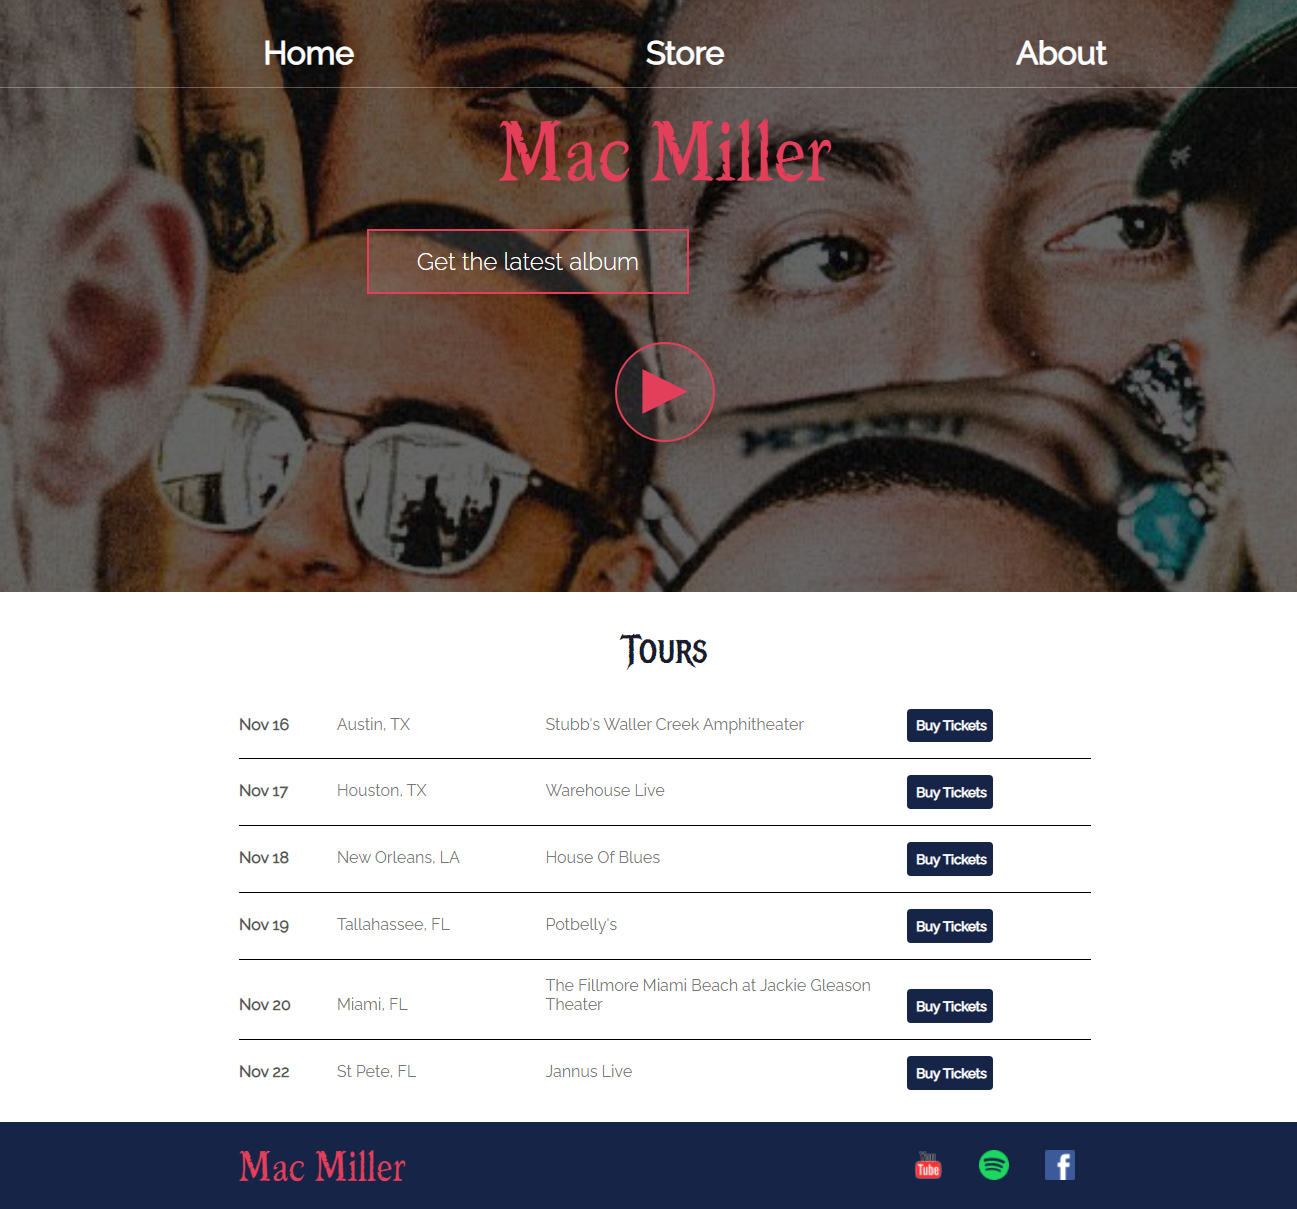 Home Store About
Mac Miller
Get the latest album
Tours
Nov 16 Austin, TX Stubb's Waller Creek Amphitheater Buy Tickets
Nov 17 Houston, TX Warehouse Live Buy Tickets
Nov 18 New Orleans, LA House Of Blues Buy Tickets
Nov 19 Tallahassee, FL Potbelly's Buy Tickets
The Fillmore Miami Beach at Jackie Gleason
Nov 20 Miami, FL Theater Buy Tickets
Nov 22 St Pete, FL Jannus Live Buy Tickets
Mac Miller You Tube f